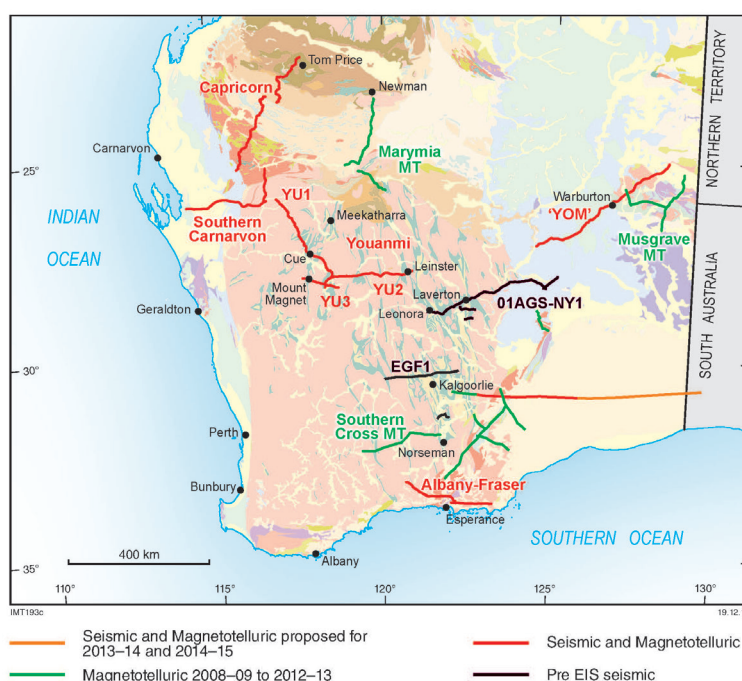 Tom Price
Capricorn
Newman
Carnarvon
Marymia
MT
NORTHERN TERRITORY
25°
YU1
Warburton
'YOM'
Southern
Carnarvon
Meekatharra
INDIAN
OCEAN
Musgrave
MT
Youanmi
Cue
Leinster
Mount
Magnet
YU3
YU2
Laverton
01AGS-NY1
Geraldton
Leonora
SOUTH AUSTRALIA
30°
EGF1
Kalgoorlie
Southern
Cross MT
Perth
Norseman
Bunbury
Albany-Fraser
Esperance
SOUTHERN OCEAN
400 km
Albany
35°
110°
115°
120°
125°
130°
IMT193c
19.12.
Seismic and Magnetotelluric proposed for
2013–14 and 2014–15
Seismic and Magnetotelluric
Magnetotelluric 2008–09 to 2012–13
Pre EIS seismic